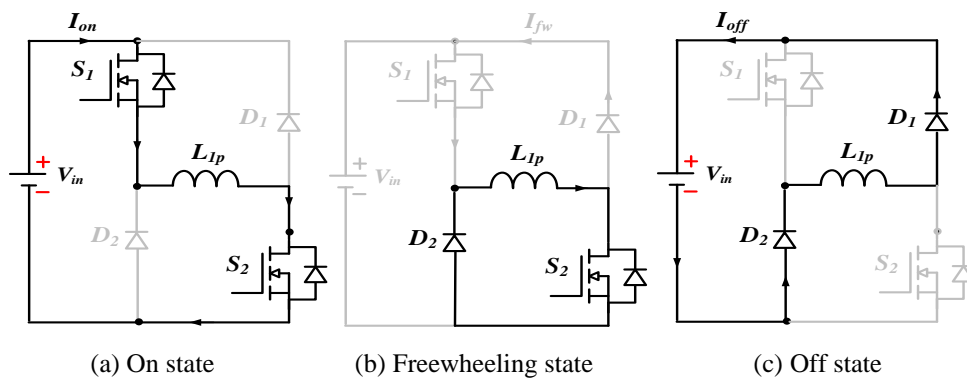 I_on
S_1
D_1
L_1p
+
−
V_in
D_2
S_2
(a) On state
I_fw
S_1
D_1
L_1p
+
−
V_in
D_2
S_2
(b) Freewheeling state
I_off
S_1
D_1
L_1p
+
−
V_in
D_2
S_2
(c) Off state